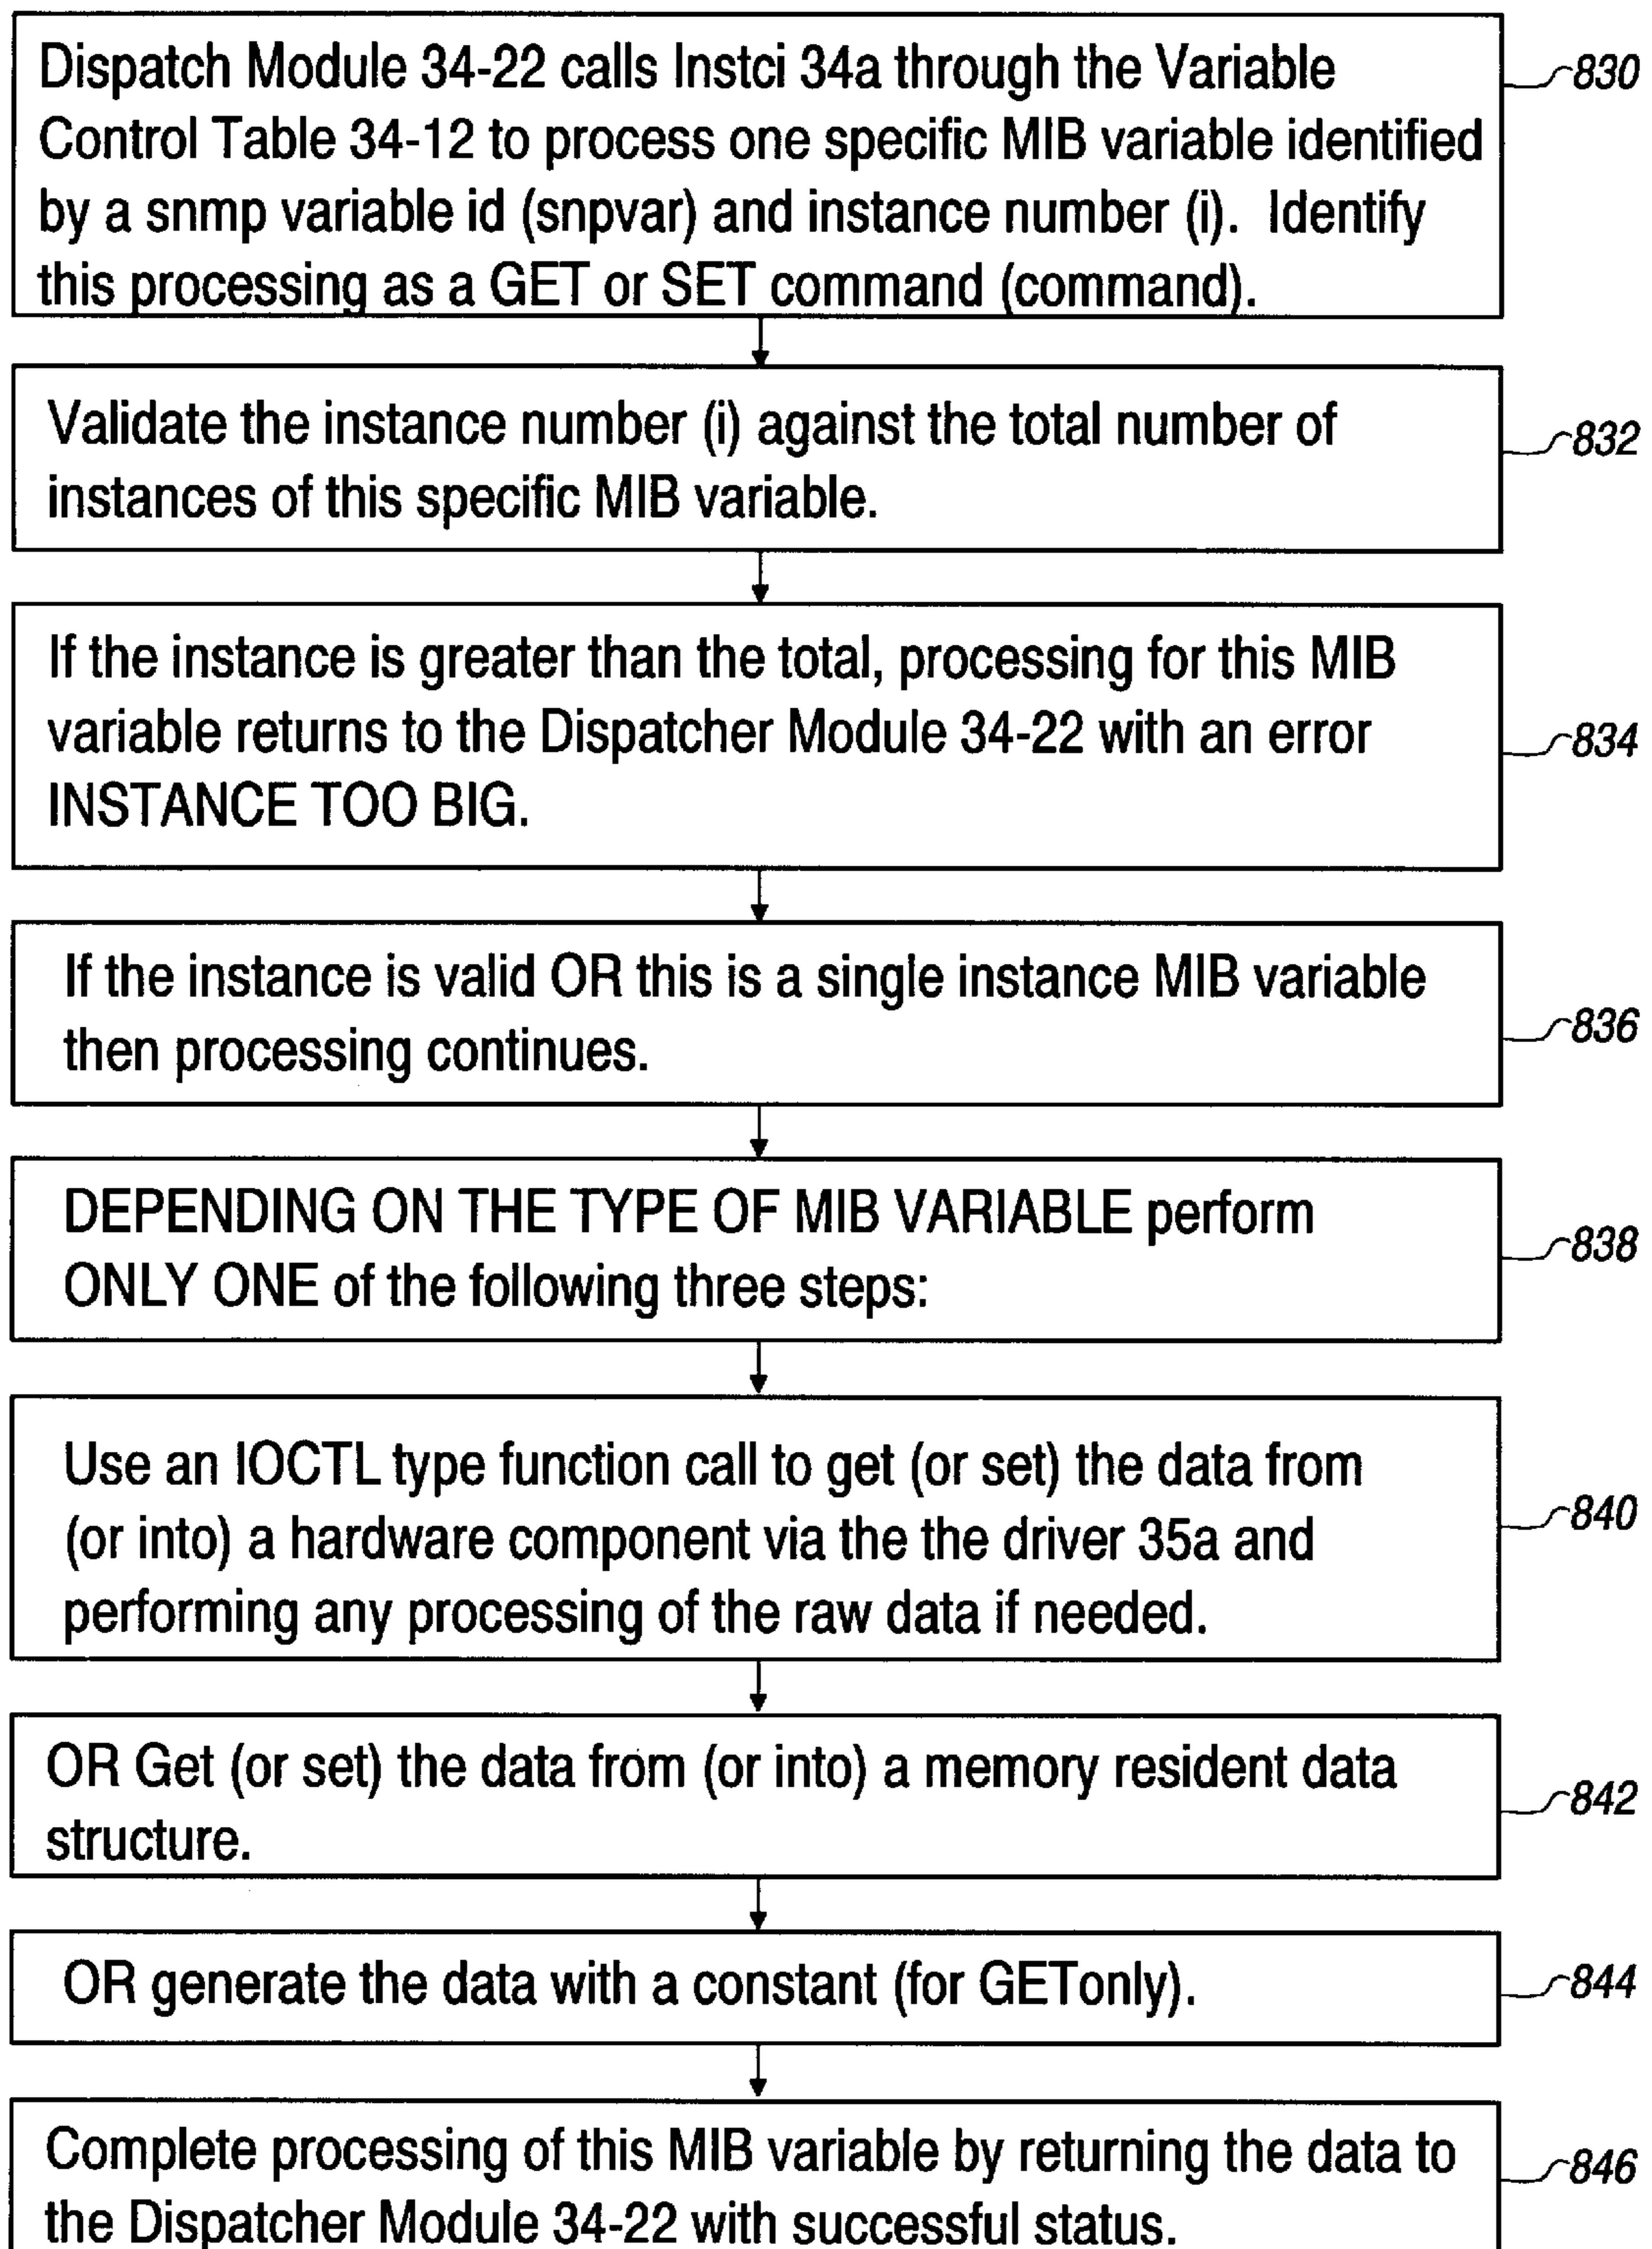 Dispatch Module 34-22 calls Instci 34a through the Variable
Control Table 34-12 to process one specific MIB variable identified
by a snmp variable id (snpvar) and instance number (i). Identify
this processing as a GET or SET command (command).
830
Validate the instance number (i) against the total number of
instances of this specific MIB variable.
832
If the instance is greater than the total, processing for this MIB
variable returns to the Dispatcher Module 34-22 with an error
INSTANCE TOO BIG.
834
If the instance is valid OR this is a single instance MIB variable
then processing continues.
836
DEPENDING ON THE TYPE OF MIB VARIABLE perform
ONLY ONE of the following three steps:
838
Use an IOCTL type function call to get (or set) the data from
(or into) a hardware component via the the driver 35a and
performing any processing of the raw data if needed.
840
OR Get (or set) the data from (or into) a memory resident data
structure.
842
OR generate the data with a constant (for GETonly).
844
Complete processing of this MIB variable by returning the data to
the Dispatcher Module 34-22 with successful status.
846